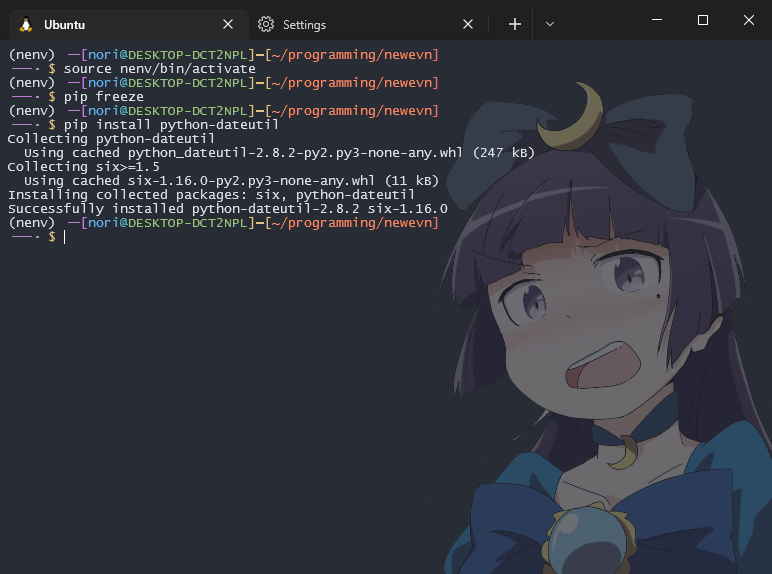 Ubuntu
Settings
(nenv) —[nori@DESKTOP-DCT2NPL]—[~/programming/newevn]
——- $ source nenv/bin/activate
(nenv) —[nori@DESKTOP-DCT2NPL]—[~/programming/newevn]
——- $ pip freeze
(nenv) —[nori@DESKTOP-DCT2NPL]—[~/programming/newevn]
——- $ pip install python-dateutil
Collecting python-dateutil
  Using cached python_dateutil-2.8.2-py2.py3-none-any.whl (247 kB)
Collecting six>=1.5
  Using cached six-1.16.0-py2.py3-none-any.whl (11 kB)
Installing collected packages: six, python-dateutil
Successfully installed python-dateutil-2.8.2 six-1.16.0
(nenv) —[nori@DESKTOP-DCT2NPL]—[~/programming/newevn]
——- $